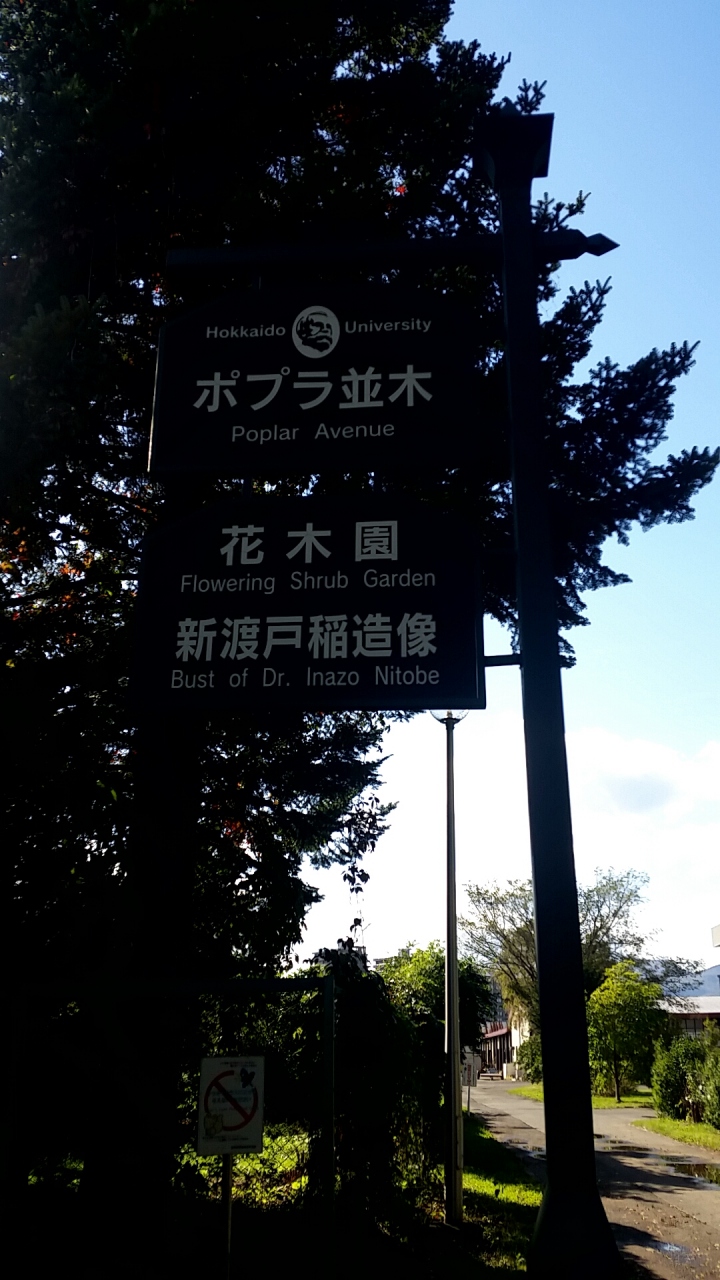 Hokkaido University
ポプラ並木
Poplar Avenue
花木園
Flowering Shrub Garden
新渡戸稲造像
Bust of Dr. Inazo Nitobe